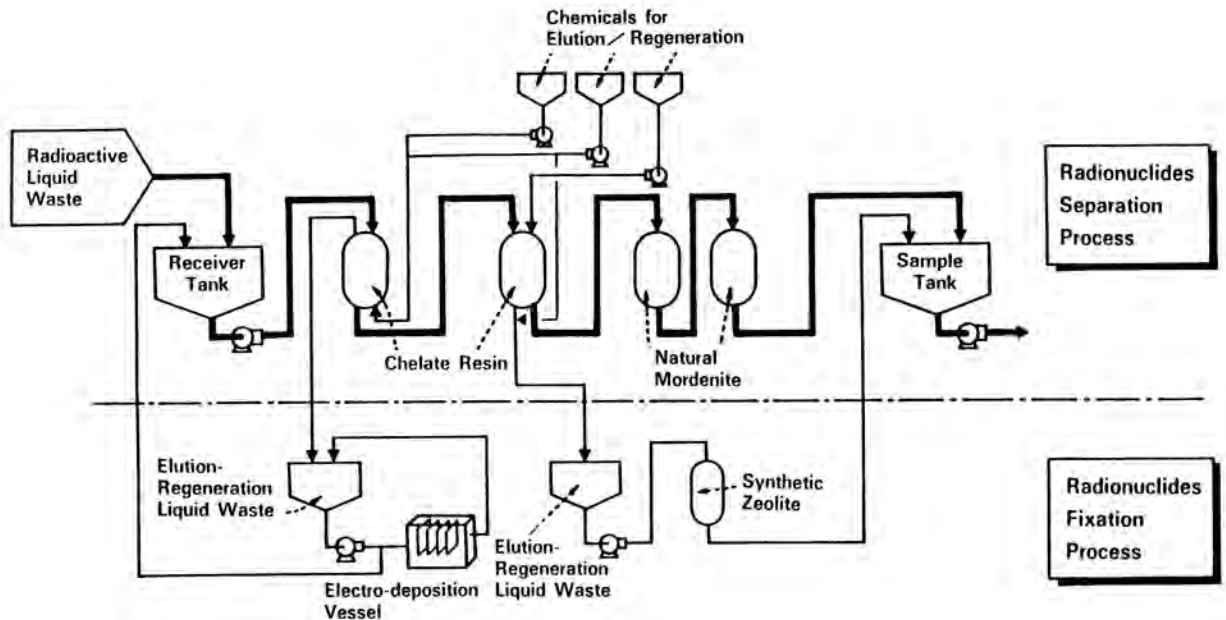 Chemicals for
Elution/Regeneration
Radioactive
Liquid
Waste
Receiver
Tank
Chelate Resin
Natural
Mordenite
Sample
Tank
Radionuclides
Separation
Process
Elution-
Regeneration
Liquid Waste
Electro-deposition
Vessel
Elution-
Regeneration
Liquid Waste
Synthetic
Zeolite
Radionuclides
Fixation
Process